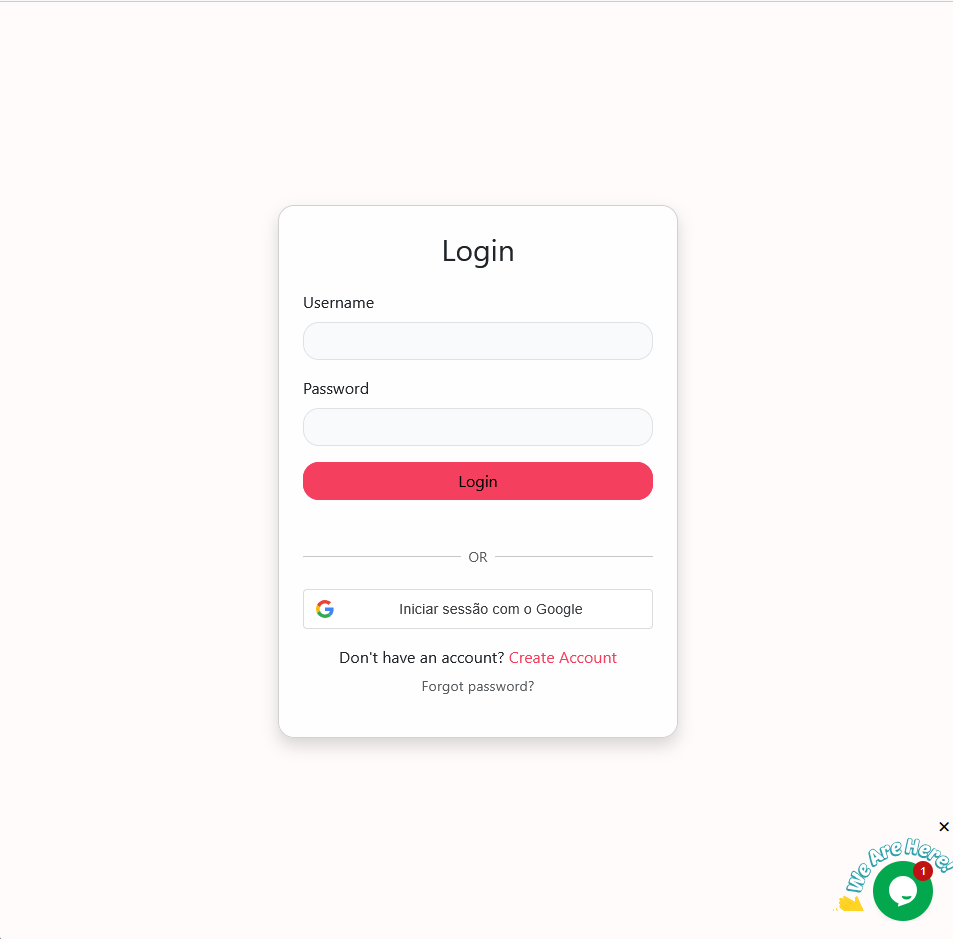 Login
Username
Password
Login
OR
Iniciar sessão com o Google
Don't have an account? Create Account
Forgot password?
We Are Here!
1